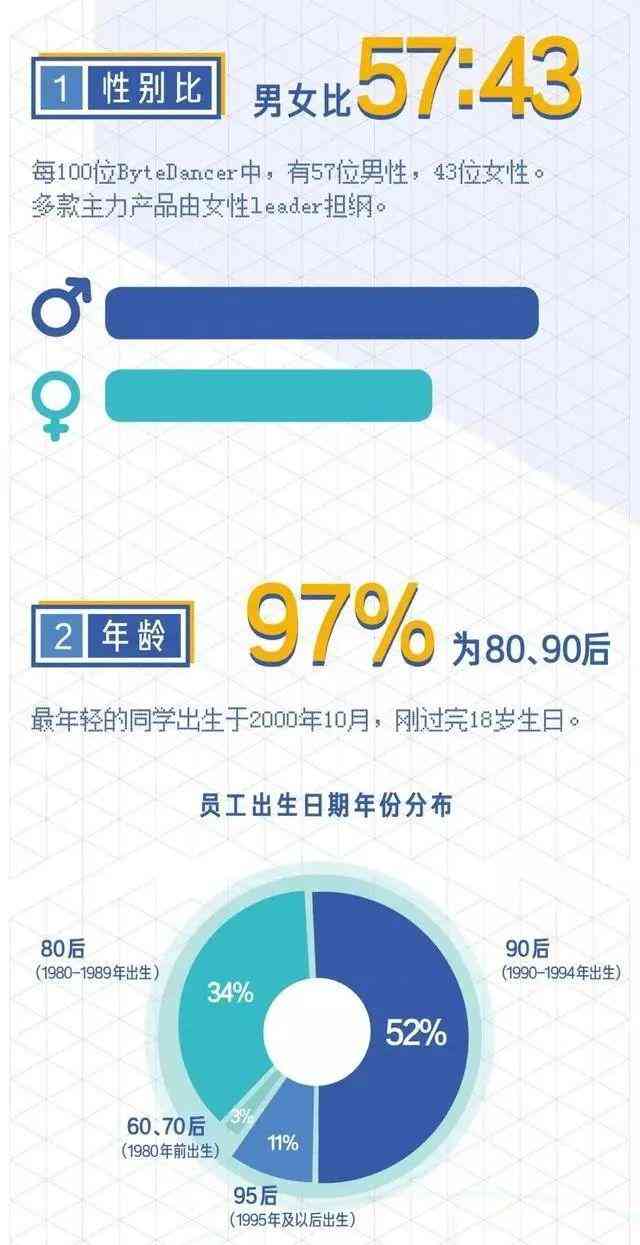 1 性别比 男女比57:43
每100位ByteDancer中，有57位男性，43位女性。
多款主力产品由女性leader担纲。
2 年龄 97% 为80、90后
最年轻的同学出生于2000年10月，刚过完18岁生日。
员工出生日期年份分布
80后
（1980-1989年出生）
90后
（1990-1994年出生）
34%
52%
60、70后
（1980年前出生）
3%
11%
95后
（1995年及以后出生）